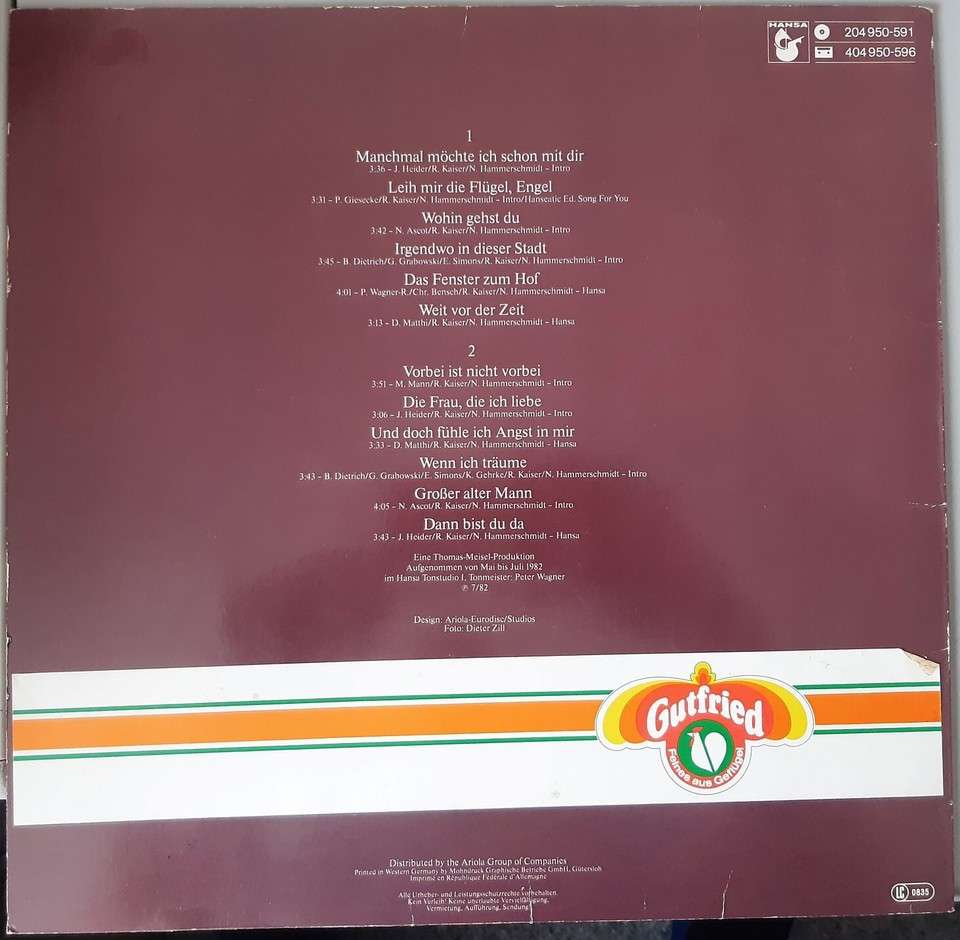 HANSA
204 950-591
404 950-596
1
Manchmal möchte ich schon mit dir
3:36 – J. Heider/R. Kaiser/N. Hammerschmidt – Intro
Leih mir die Flügel, Engel
3:31 – P. Giesecke/R. Kaiser/N. Hammerschmidt – Intro/Hanseatic Ed. Song For You
Wohin gehst du
3:42 – N. Ascot/R. Kaiser/N. Hammerschmidt – Intro
Irgendwo in dieser Stadt
3:45 – B. Dietrich/G. Grabowski/E. Simons/R. Kaiser/N. Hammerschmidt – Intro
Das Fenster zum Hof
4:01 – P. Wagner-R./Chr. Bensch/R. Kaiser/N. Hammerschmidt – Hansa
Weit vor der Zeit
3:13 – D. Matthi/R. Kaiser/N. Hammerschmidt – Hansa
2
Vorbei ist nicht vorbei
3:51 – M. Mann/R. Kaiser/N. Hammerschmidt – Intro
Die Frau, die ich liebe
3:06 – J. Heider/R. Kaiser/N. Hammerschmidt – Intro
Und doch fühle ich Angst in mir
3:33 – D. Matthi/R. Kaiser/N. Hammerschmidt – Hansa
Wenn ich träume
3:43 – B. Dietrich/G. Grabowski/E. Simons/K. Gehrke/R. Kaiser/N. Hammerschmidt – Intro
Großer alter Mann
4:05 – N. Ascot/R. Kaiser/N. Hammerschmidt – Intro
Dann bist du da
3:43 – J. Heider/R. Kaiser/N. Hammerschmidt – Hansa
Eine Thomas-Meisel-Produktion
Aufgenommen von Mai bis Juli 1982
im Hansa Tonstudio I, Tonmeister: Peter Wagner
℗ 7/82
Design: Ariola-Eurodisc/Studios
Foto: Dieter Zill
Gutfried
Feines aus Geflügel
Distributed by the Ariola Group of Companies
Printed in Western Germany by Mohndruck Graphische Betriebe GmbH, Gütersloh
Imprimé en République Fédérale d'Allemagne
Alle Urheber- und Leistungsschutzrechte vorbehalten.
Kein Verleih! Keine unerlaubte Vervielfältigung,
Vermietung, Aufführung, Sendung!
LC 0835